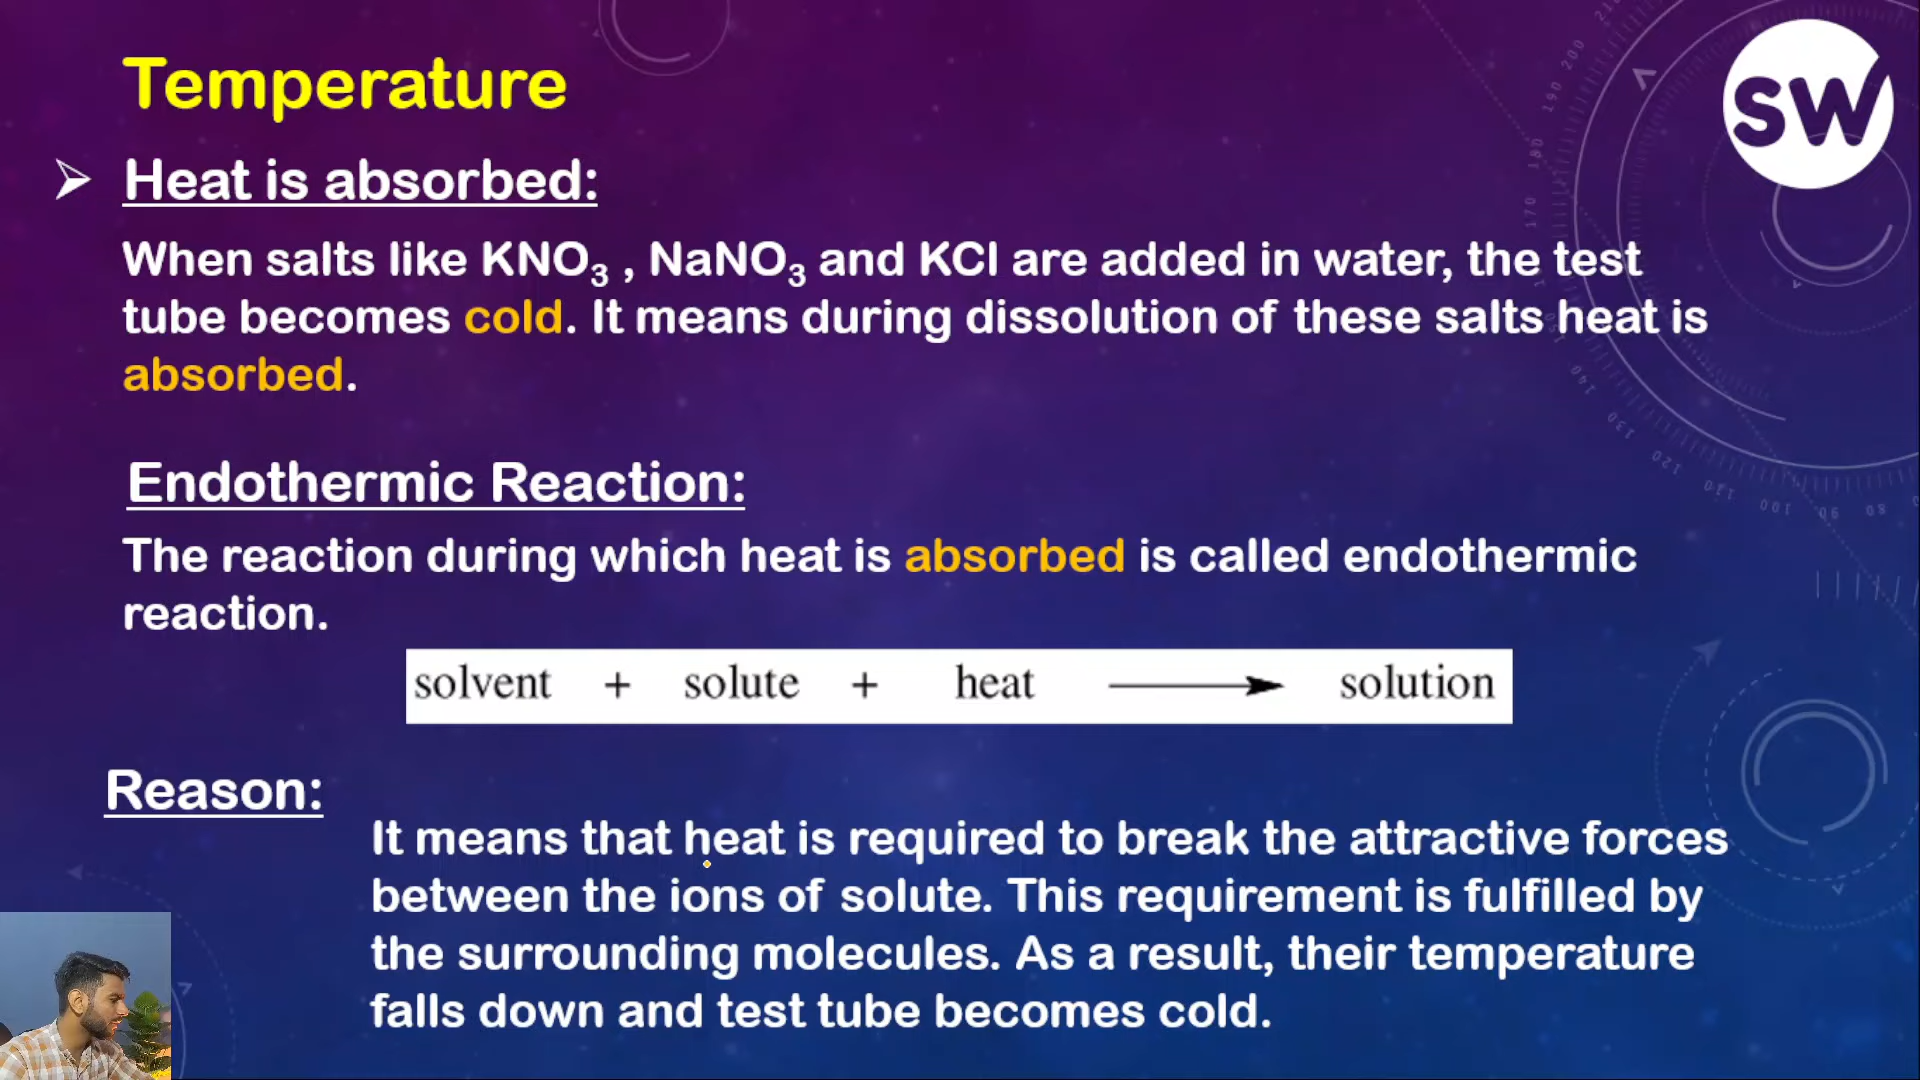 Temperature
SW
➢ Heat is absorbed:
When salts like KNO₃ , NaNO₃ and KCl are added in water, the test
tube becomes cold. It means during dissolution of these salts heat is
absorbed.
Endothermic Reaction:
The reaction during which heat is absorbed is called endothermic
reaction.
solvent + solute + heat ⟶ solution
Reason:
It means that heat is required to break the attractive forces
between the ions of solute. This requirement is fulfilled by
the surrounding molecules. As a result, their temperature
falls down and test tube becomes cold.